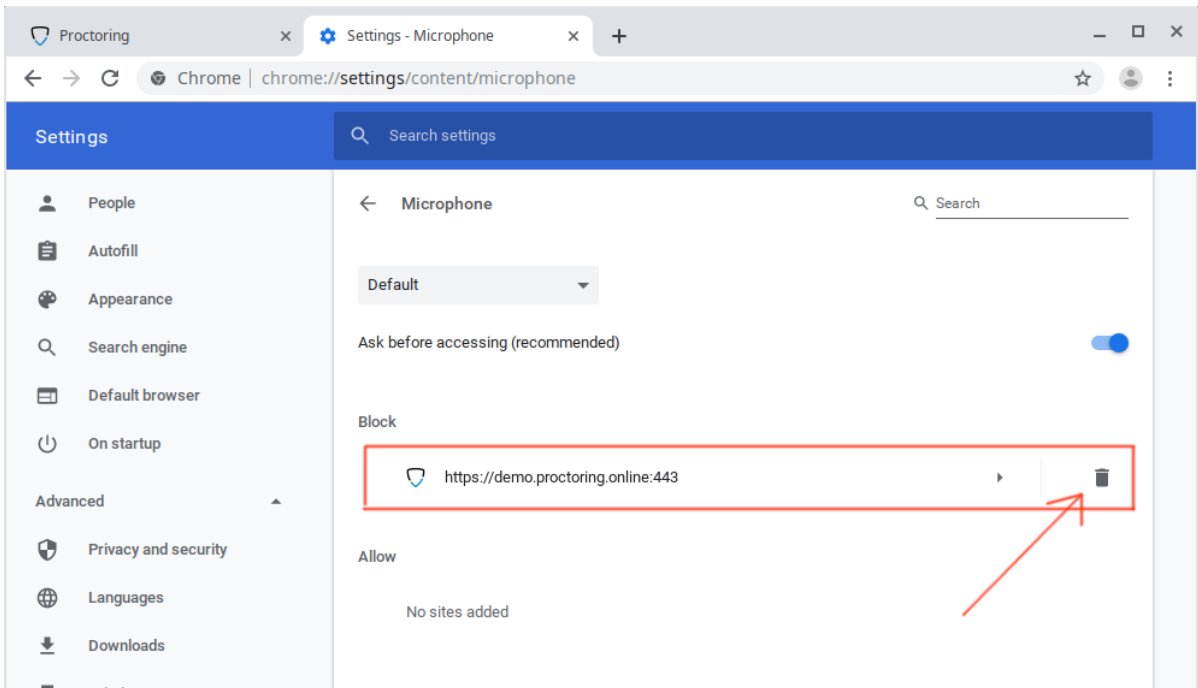 Proctoring
Settings - Microphone
Chrome | chrome://settings/content/microphone
Settings
Search settings
People
Autofill
Appearance
Search engine
Default browser
On startup
Advanced
Privacy and security
Languages
Downloads
Microphone
Search
Default
Ask before accessing (recommended)
Block
https://demo.proctoring.online:443
Allow
No sites added